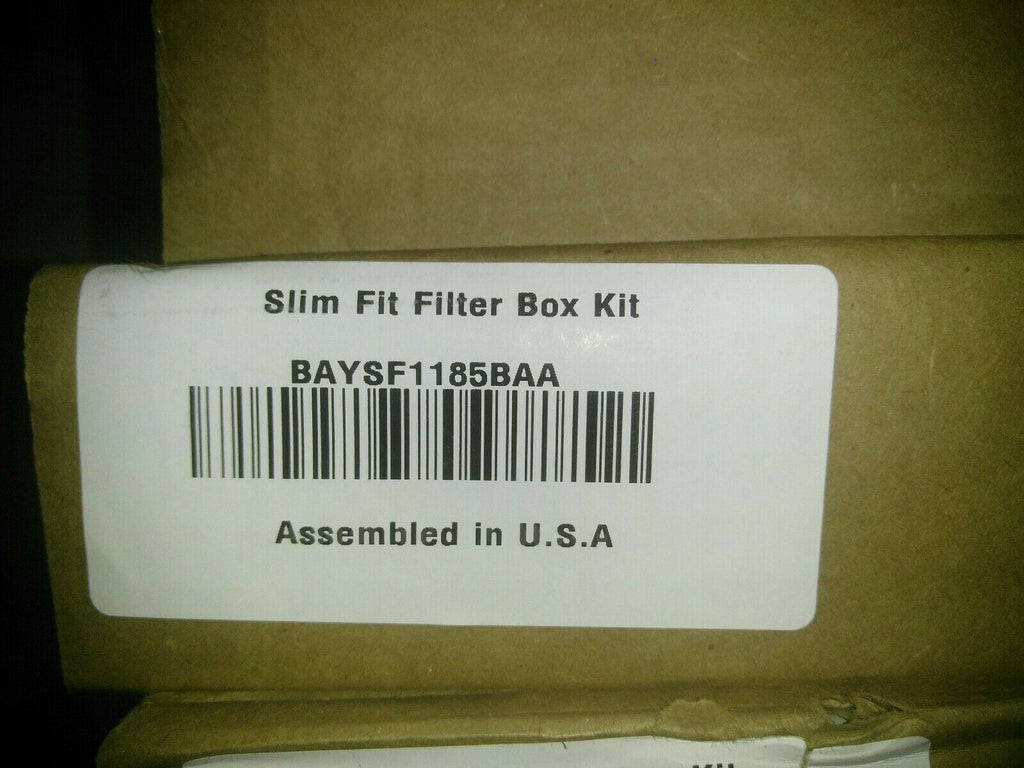 Slim Fit Filter Box Kit
BAYSF1185BAA
Assembled in U.S.A